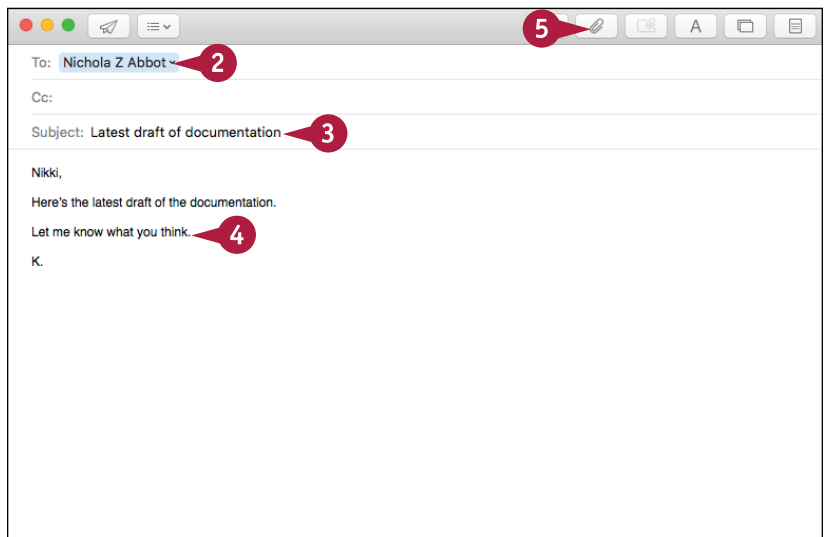 5
A
To: Nichola Z Abbot 2
Cc:
Subject: Latest draft of documentation 3
Nikki,
Here's the latest draft of the documentation.
Let me know what you think. 4
K.